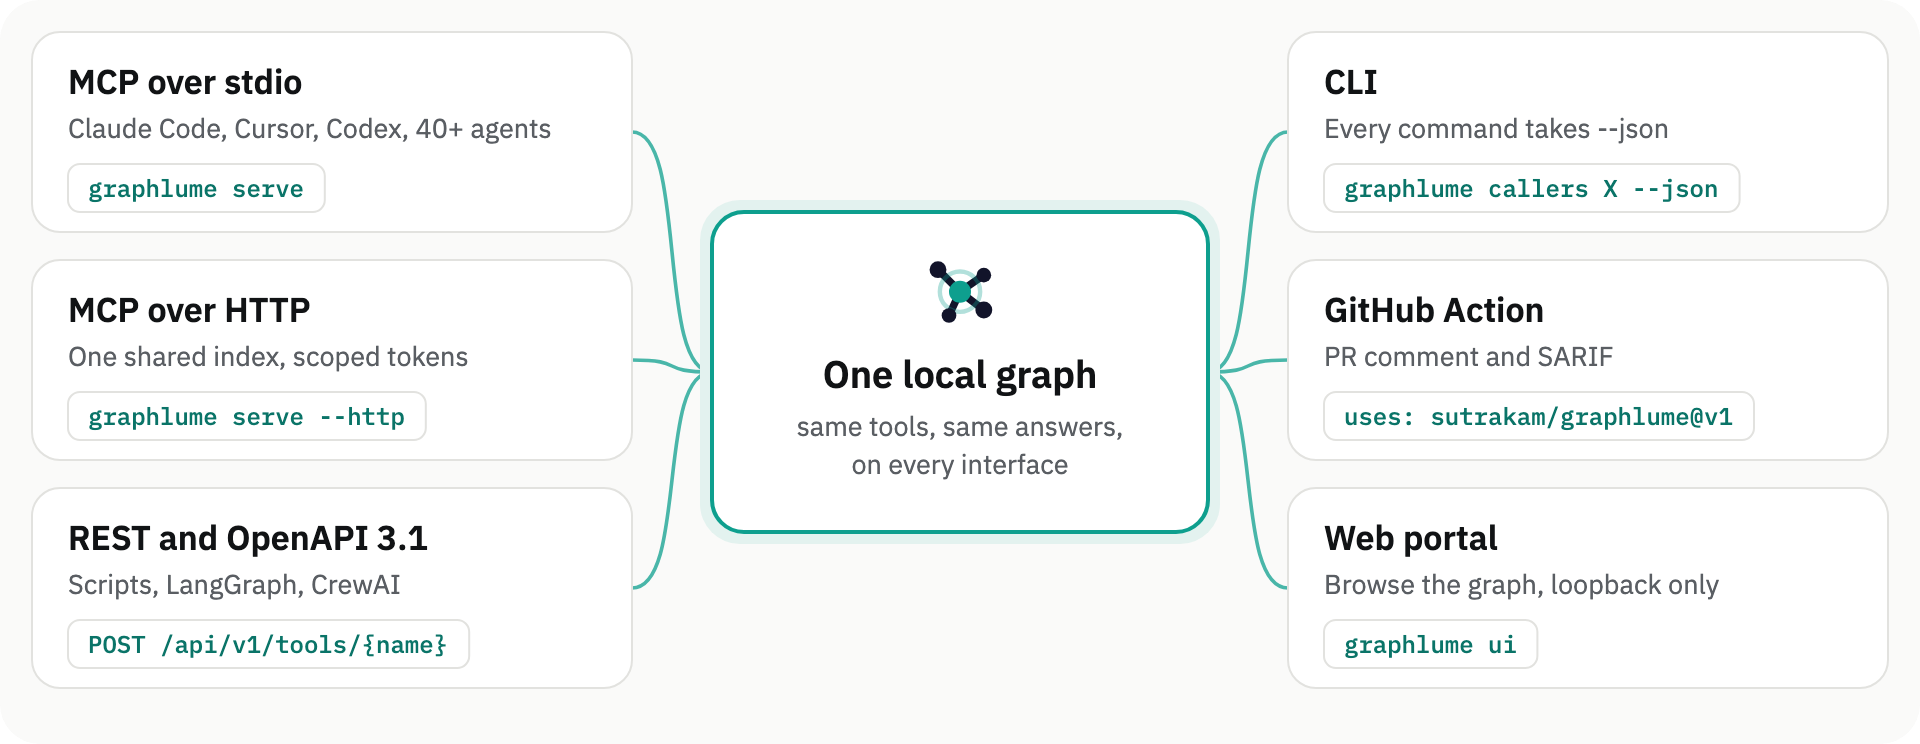 MCP over stdio
Claude Code, Cursor, Codex, 40+ agents
graphlume serve
MCP over HTTP
One shared index, scoped tokens
graphlume serve --http
REST and OpenAPI 3.1
Scripts, LangGraph, CrewAI
POST /api/v1/tools/{name}
One local graph
same tools, same answers,
on every interface
CLI
Every command takes --json
graphlume callers X --json
GitHub Action
PR comment and SARIF
uses: sutrakam/graphlume@v1
Web portal
Browse the graph, loopback only
graphlume ui